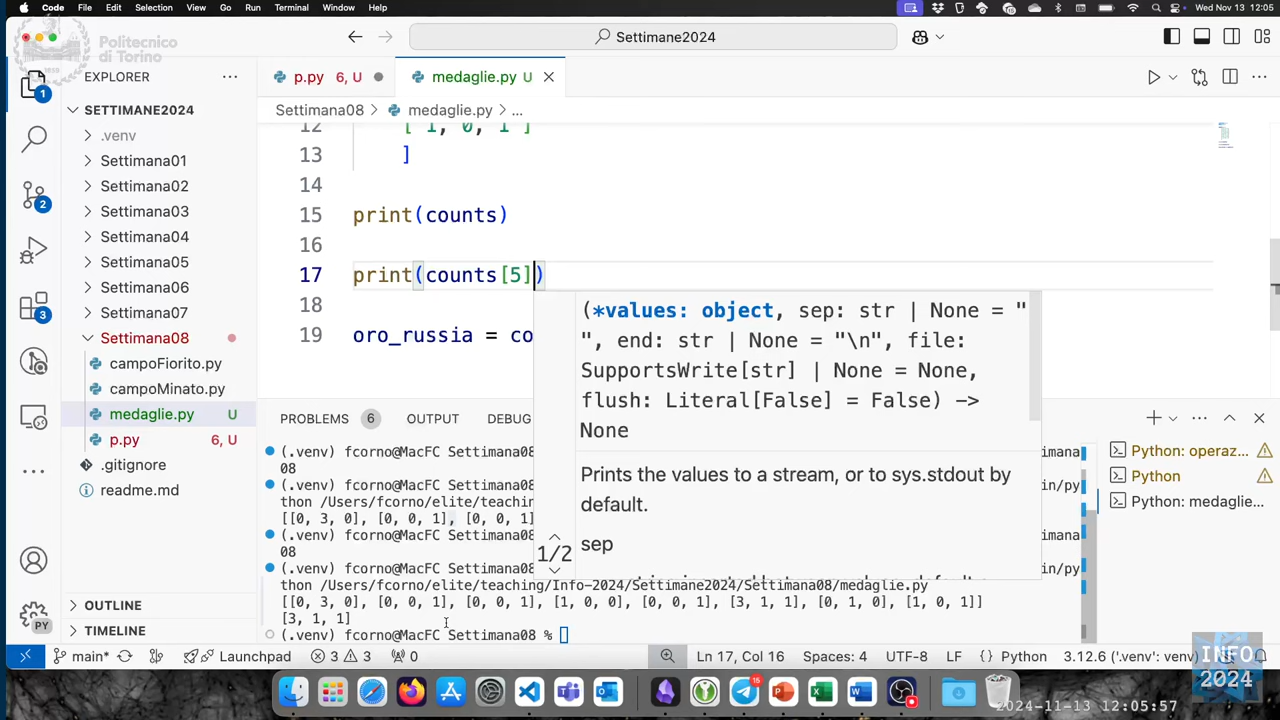 Code File Edit Selection View Go Run Terminal Window Help Wed Nov 13 12:05
Politecnico
di Torino
Settimane2024
EXPLORER
p.py 6, U
medaglie.py U
SETTIMANE2024
Settimana08 > medaglie.py > ...
.venv
Settimana01
Settimana02
Settimana03
Settimana04
Settimana05
Settimana06
Settimana07
Settimana08
campoFiorito.py
campoMinato.py
medaglie.py U
p.py 6, U
.gitignore
readme.md
OUTLINE
TIMELINE
12 [ 1, 0, 1 ]
13 ]
14
15 print(counts)
16
17 print(counts[5])
18
19 oro_russia = co
(*values: object, sep: str | None = "
", end: str | None = "\n", file:
SupportsWrite[str] | None = None,
flush: Literal[False] = False) ->
None
Prints the values to a stream, or to sys.stdout by
default.
sep
1/2
PROBLEMS 6 OUTPUT DEBUG
(.venv) fcorno@MacFC Settimana08
08
(.venv) fcorno@MacFC Settimana08
thon /Users/fcorno/elite/teaching/
[[0, 3, 0], [0, 0, 1], [0, 0, 1]
(.venv) fcorno@MacFC Settimana08
08
(.venv) fcorno@MacFC Settimana08
thon /Users/fcorno/elite/teaching/Info-2024/Settimane2024/Settimana08/medaglie.py
[[0, 3, 0], [0, 0, 1], [0, 0, 1], [1, 0, 0], [0, 0, 1], [3, 1, 1], [0, 1, 0], [1, 0, 1]]
[3, 1, 1]
(.venv) fcorno@MacFC Settimana08 %
Python: operaz...
Python
Python: medaglie...
main* Launchpad 3 3 0 Ln 17, Col 16 Spaces: 4 UTF-8 LF {} Python 3.12.6 ('.venv': venv)
INFO
2024
2024-11-13 12:05:57